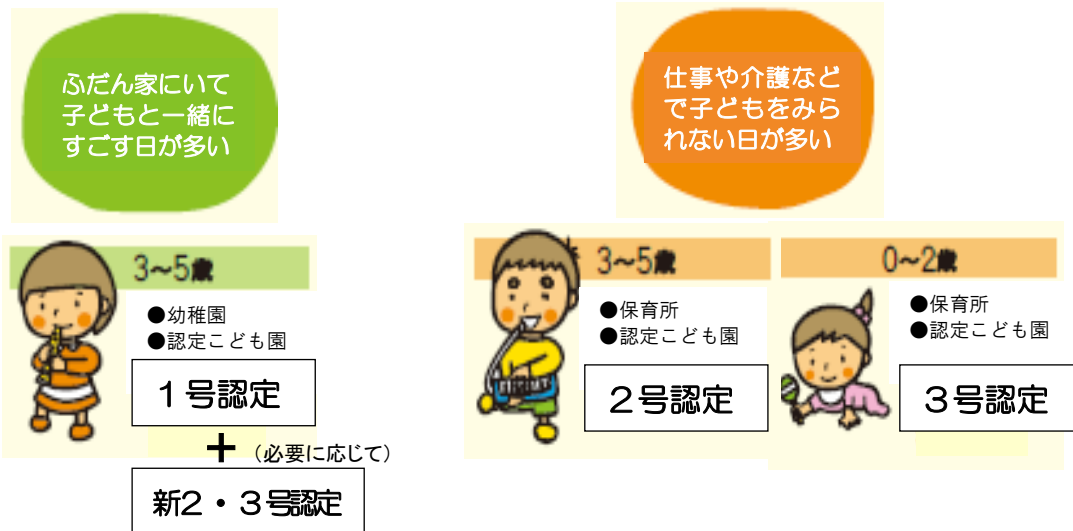 ふだん家にいて
子どもと一緒に
すごす日が多い
3〜5歳
●幼稚園
●認定こども園
１号認定
＋（必要に応じて）
新2・３号認定
仕事や介護など
で子どもをみら
れない日が多い
3〜5歳
●保育所
●認定こども園
２号認定
0〜2歳
●保育所
●認定こども園
３号認定